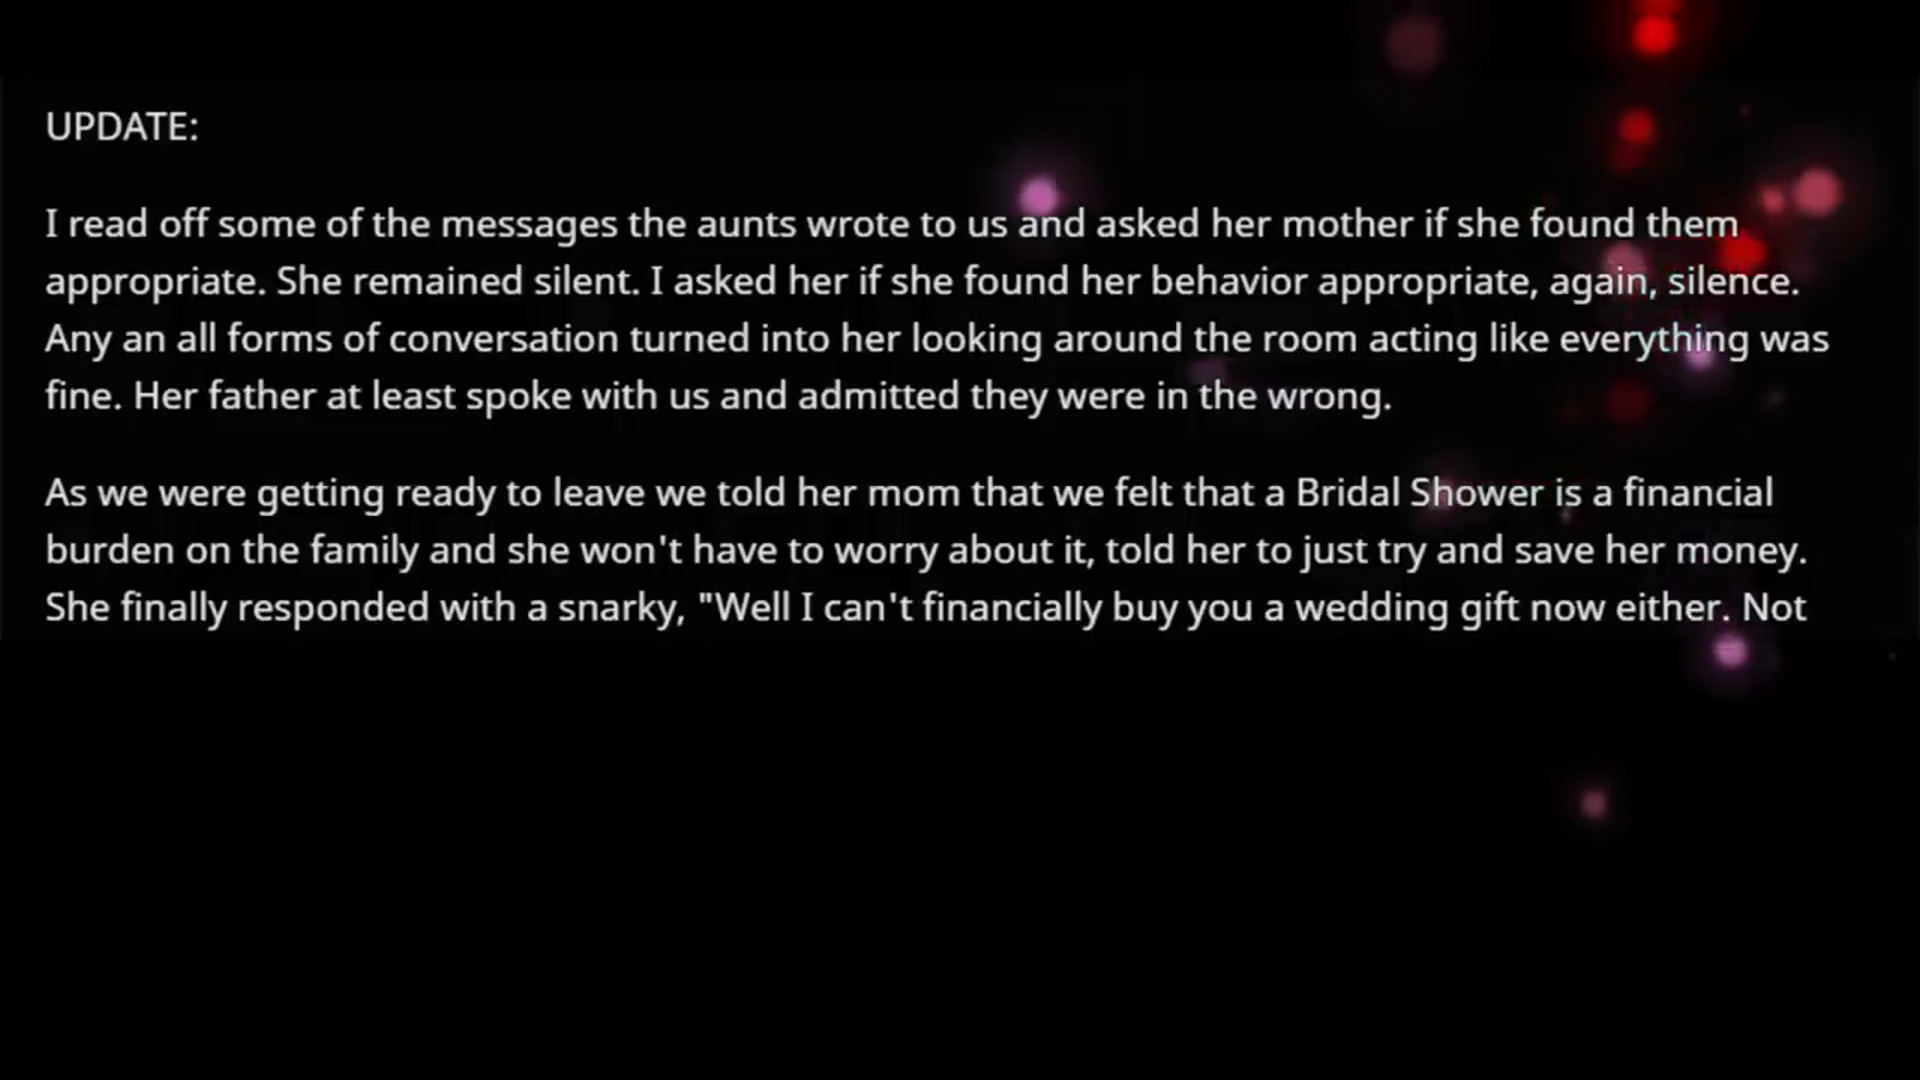 UPDATE:
I read off some of the messages the aunts wrote to us and asked her mother if she found them
appropriate. She remained silent. I asked her if she found her behavior appropriate, again, silence.
Any an all forms of conversation turned into her looking around the room acting like everything was
fine. Her father at least spoke with us and admitted they were in the wrong.
As we were getting ready to leave we told her mom that we felt that a Bridal Shower is a financial
burden on the family and she won't have to worry about it, told her to just try and save her money.
She finally responded with a snarky, "Well I can't financially buy you a wedding gift now either. Not